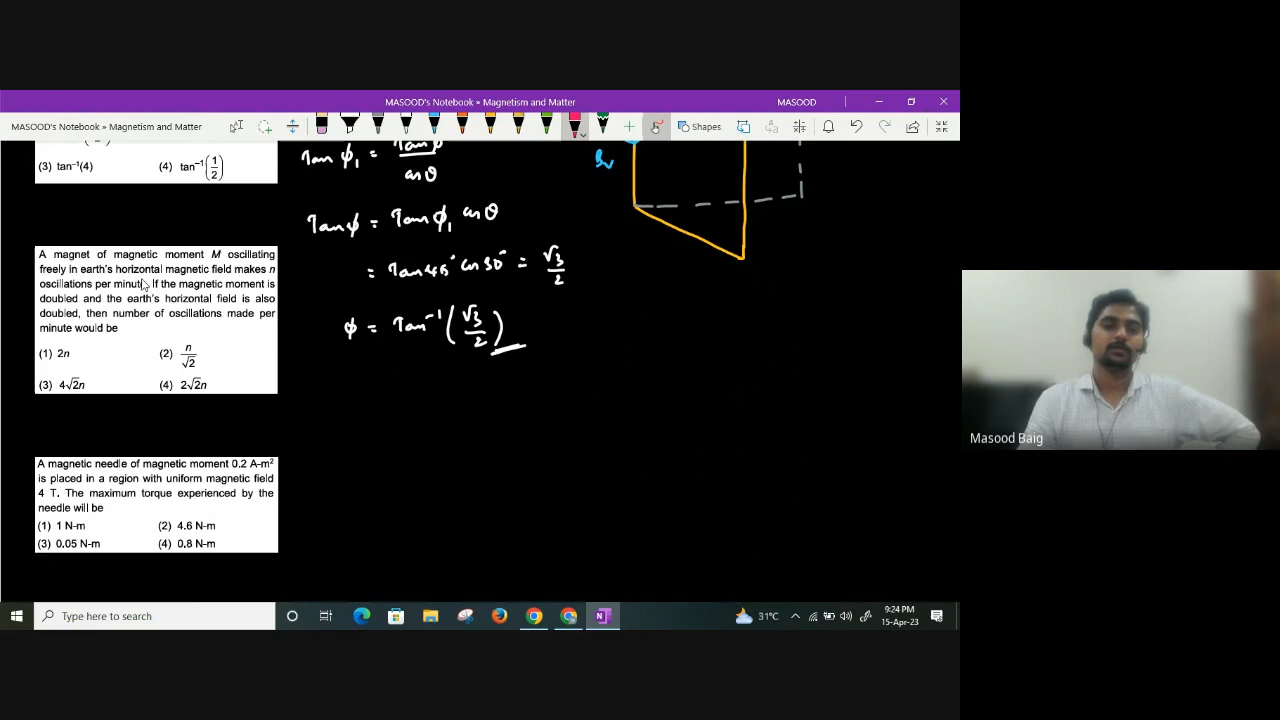 MASOOD's Notebook » Magnetism and Matter
MASOOD
MASOOD's Notebook » Magnetism and Matter
Shapes
(3) tan⁻¹(4) (4) tan⁻¹(1/2)
Tan ϕ₁ = Tan ϕ / cos θ
Tan ϕ = Tan ϕ₁ cos θ
= Tan 45° cos 30° = √3/2
ϕ = Tan⁻¹(√3/2)
Bv
A magnet of magnetic moment M oscillating
freely in earth's horizontal magnetic field makes n
oscillations per minute. If the magnetic moment is
doubled and the earth's horizontal field is also
doubled, then number of oscillations made per
minute would be
(1) 2n (2) n/√2
(3) 4√2n (4) 2√2n
A magnetic needle of magnetic moment 0.2 A-m²
is placed in a region with uniform magnetic field
4 T. The maximum torque experienced by the
needle will be
(1) 1 N-m (2) 4.6 N-m
(3) 0.05 N-m (4) 0.8 N-m
Masood Baig
Type here to search
31°C
9:24 PM
15-Apr-23